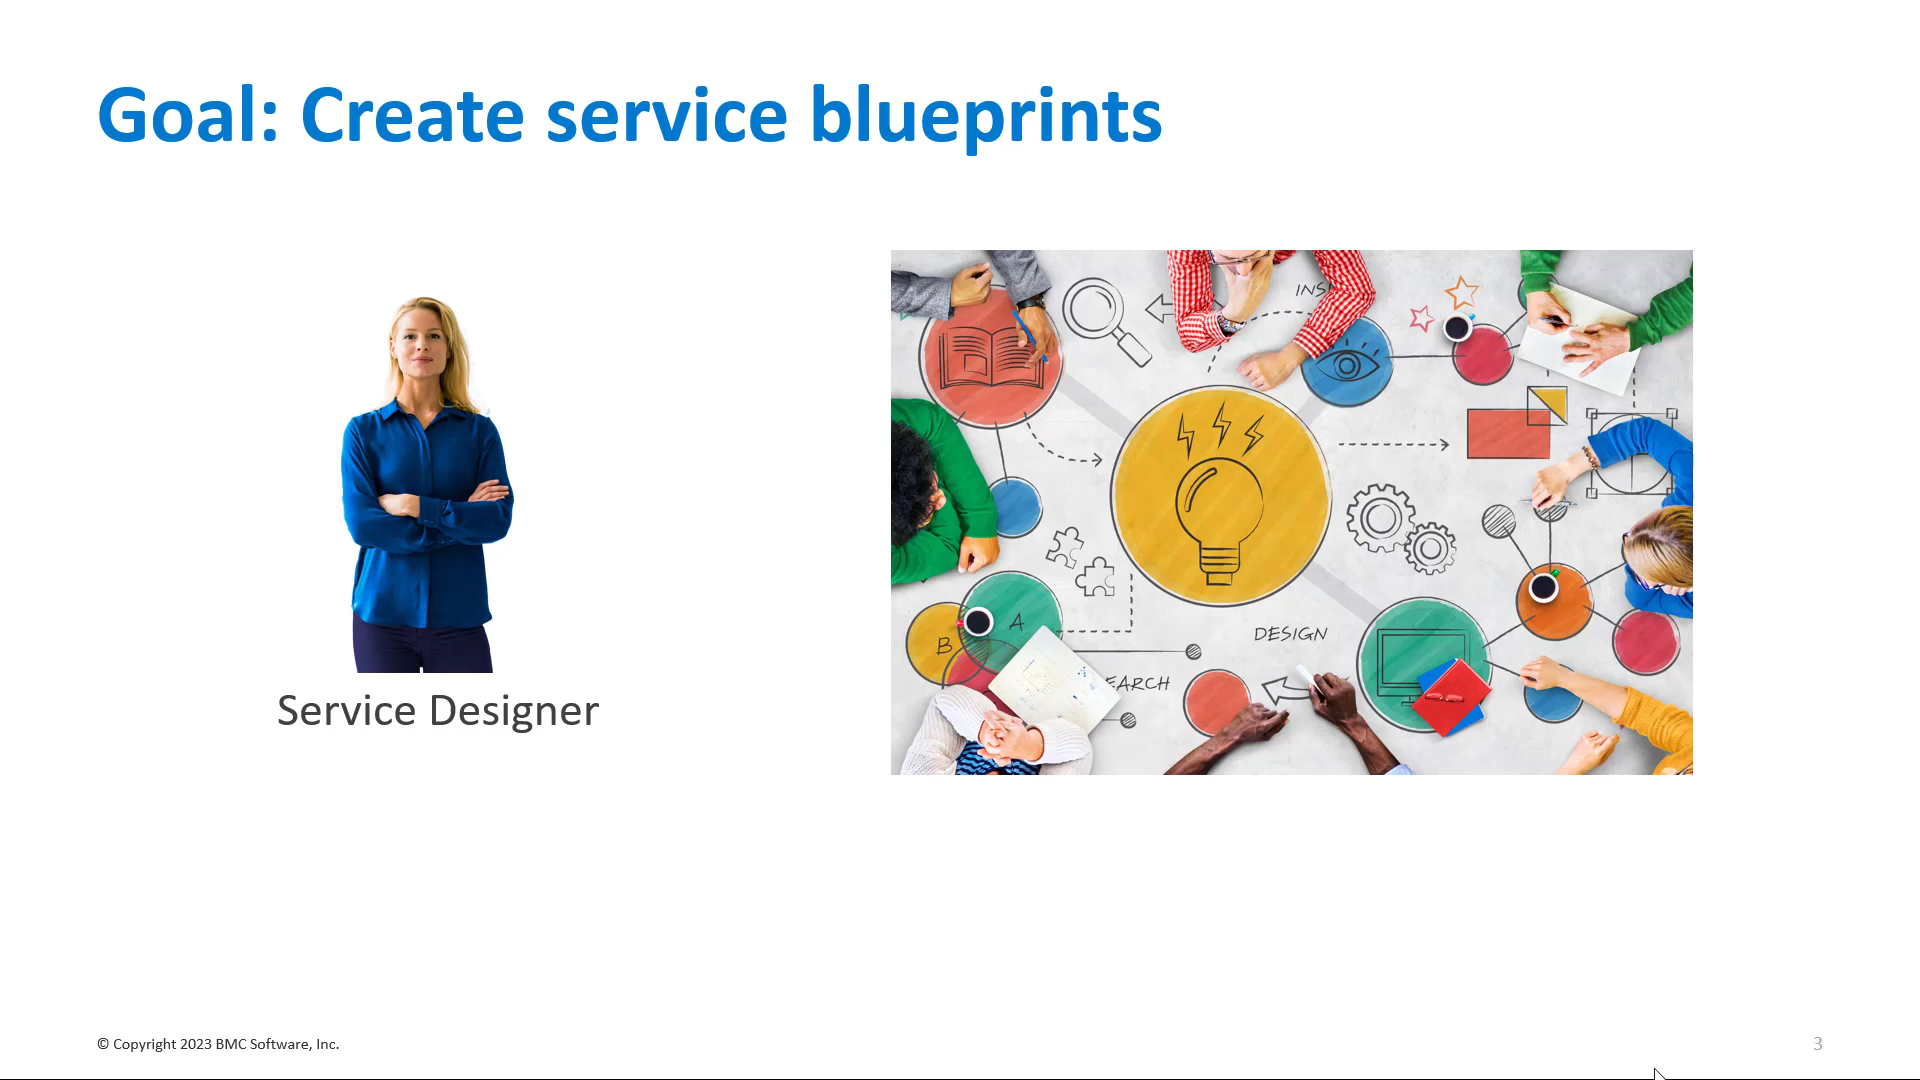 Goal: Create service blueprints
Service Designer
A
B
DESIGN
© Copyright 2023 BMC Software, Inc.
3